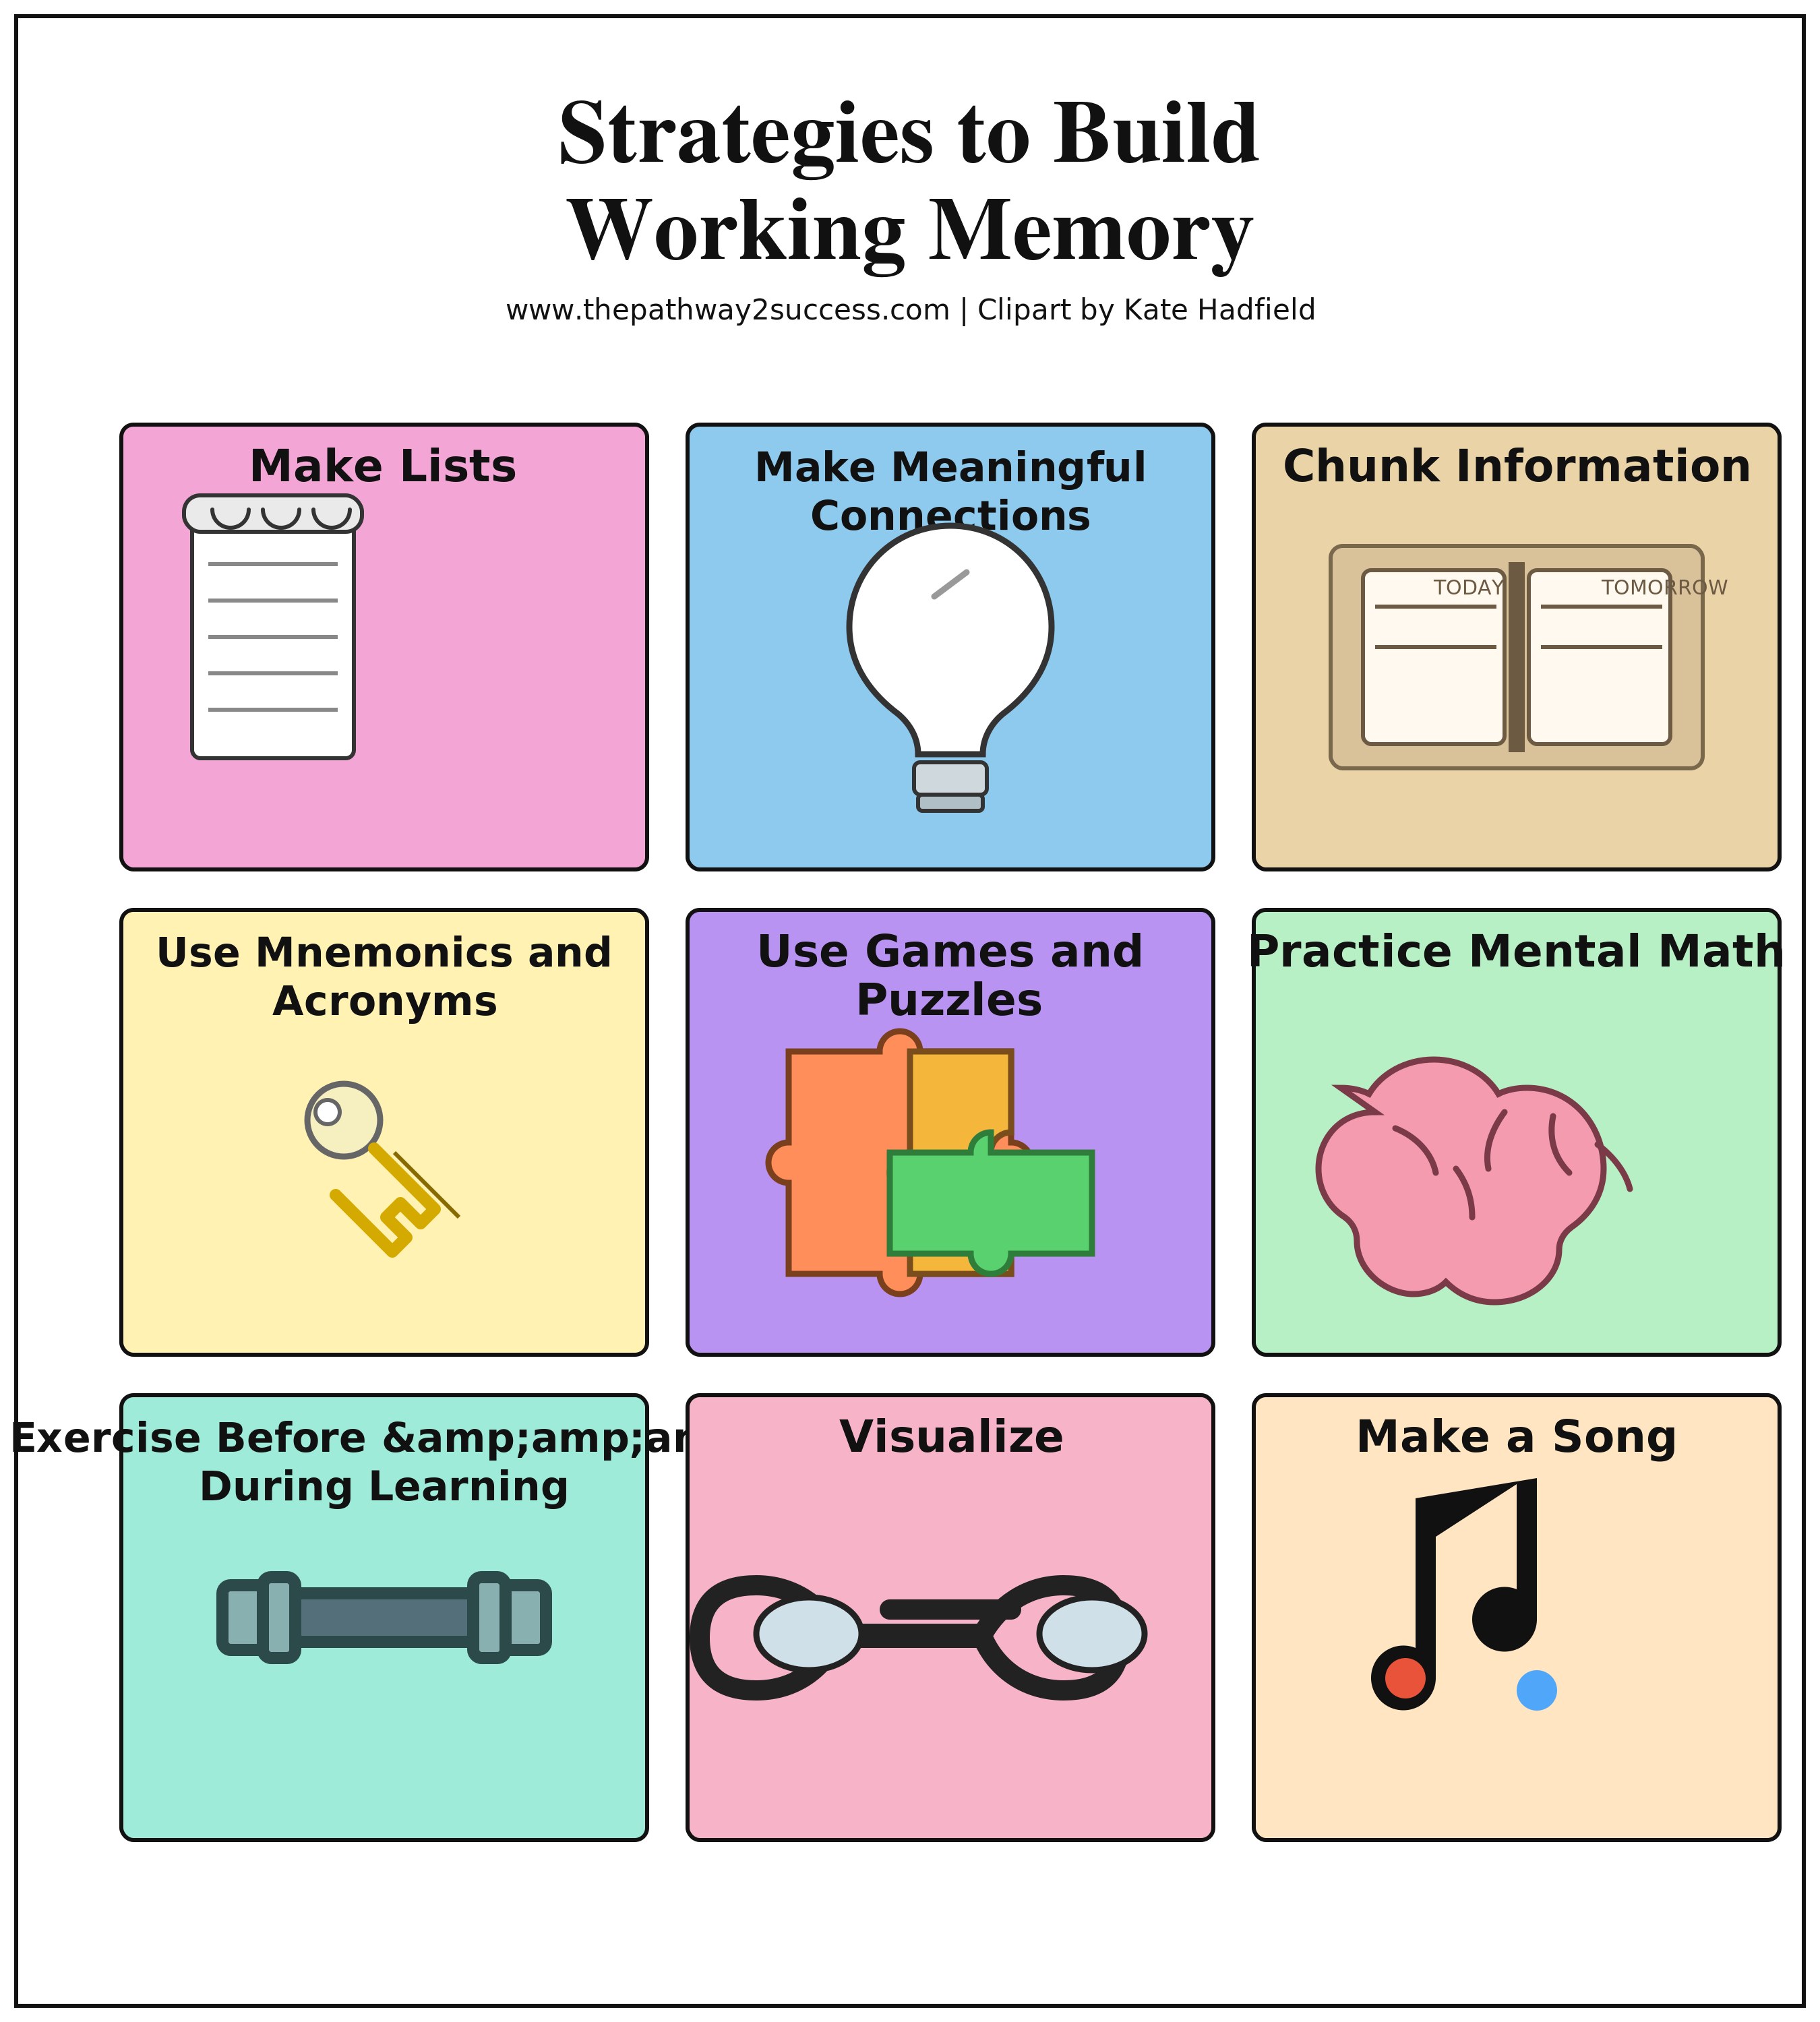 Strategies to Build
Working Memory
www.thepathway2success.com | Clipart by Kate Hadfield
Make Lists
Make Meaningful
Connections
Chunk Information
TODAY
TOMORROW
Use Mnemonics and
Acronyms
Use Games and
Puzzles
Practice Mental Math
Exercise Before &amp;amp;ar
During Learning
Visualize
Make a Song